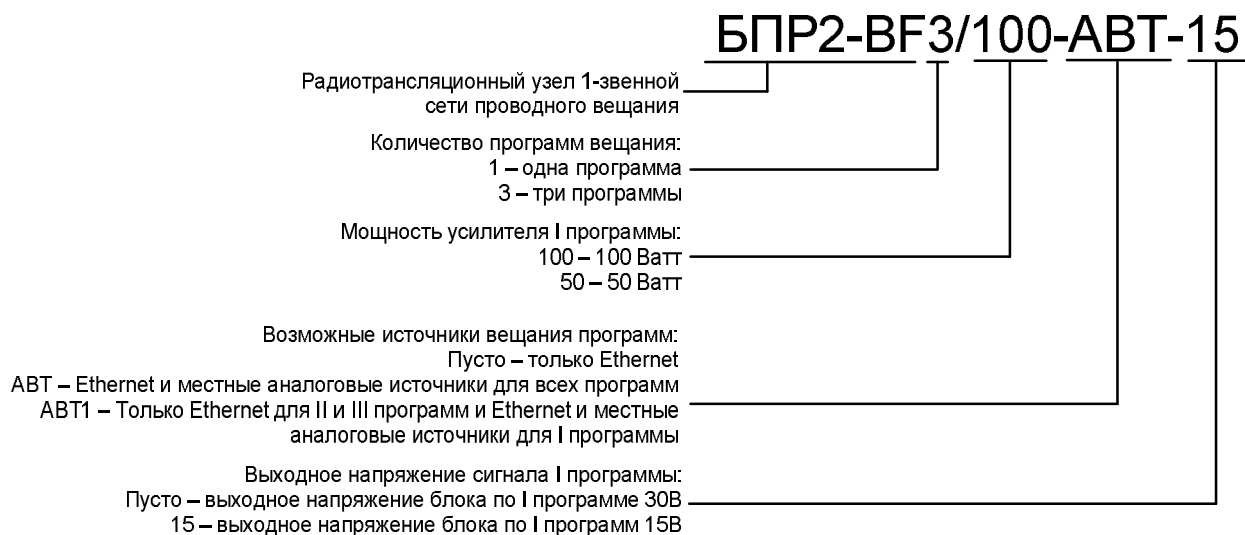 БПР2-BF3/100-АВТ-15
Радиотрансляционный узел 1-звенной
сети проводного вещания
Количество программ вещания:
1 – одна программа
3 – три программы
Мощность усилителя I программы:
100 – 100 Ватт
50 – 50 Ватт
Возможные источники вещания программ:
Пусто – только Ethernet
АВТ – Ethernet и местные аналоговые источники для всех программ
АВТ1 – Только Ethernet для II и III программ и Ethernet и местные
аналоговые источники для I программы
Выходное напряжение сигнала I программы:
Пусто – выходное напряжение блока по I программе 30В
15 – выходное напряжение блока по I программ 15В